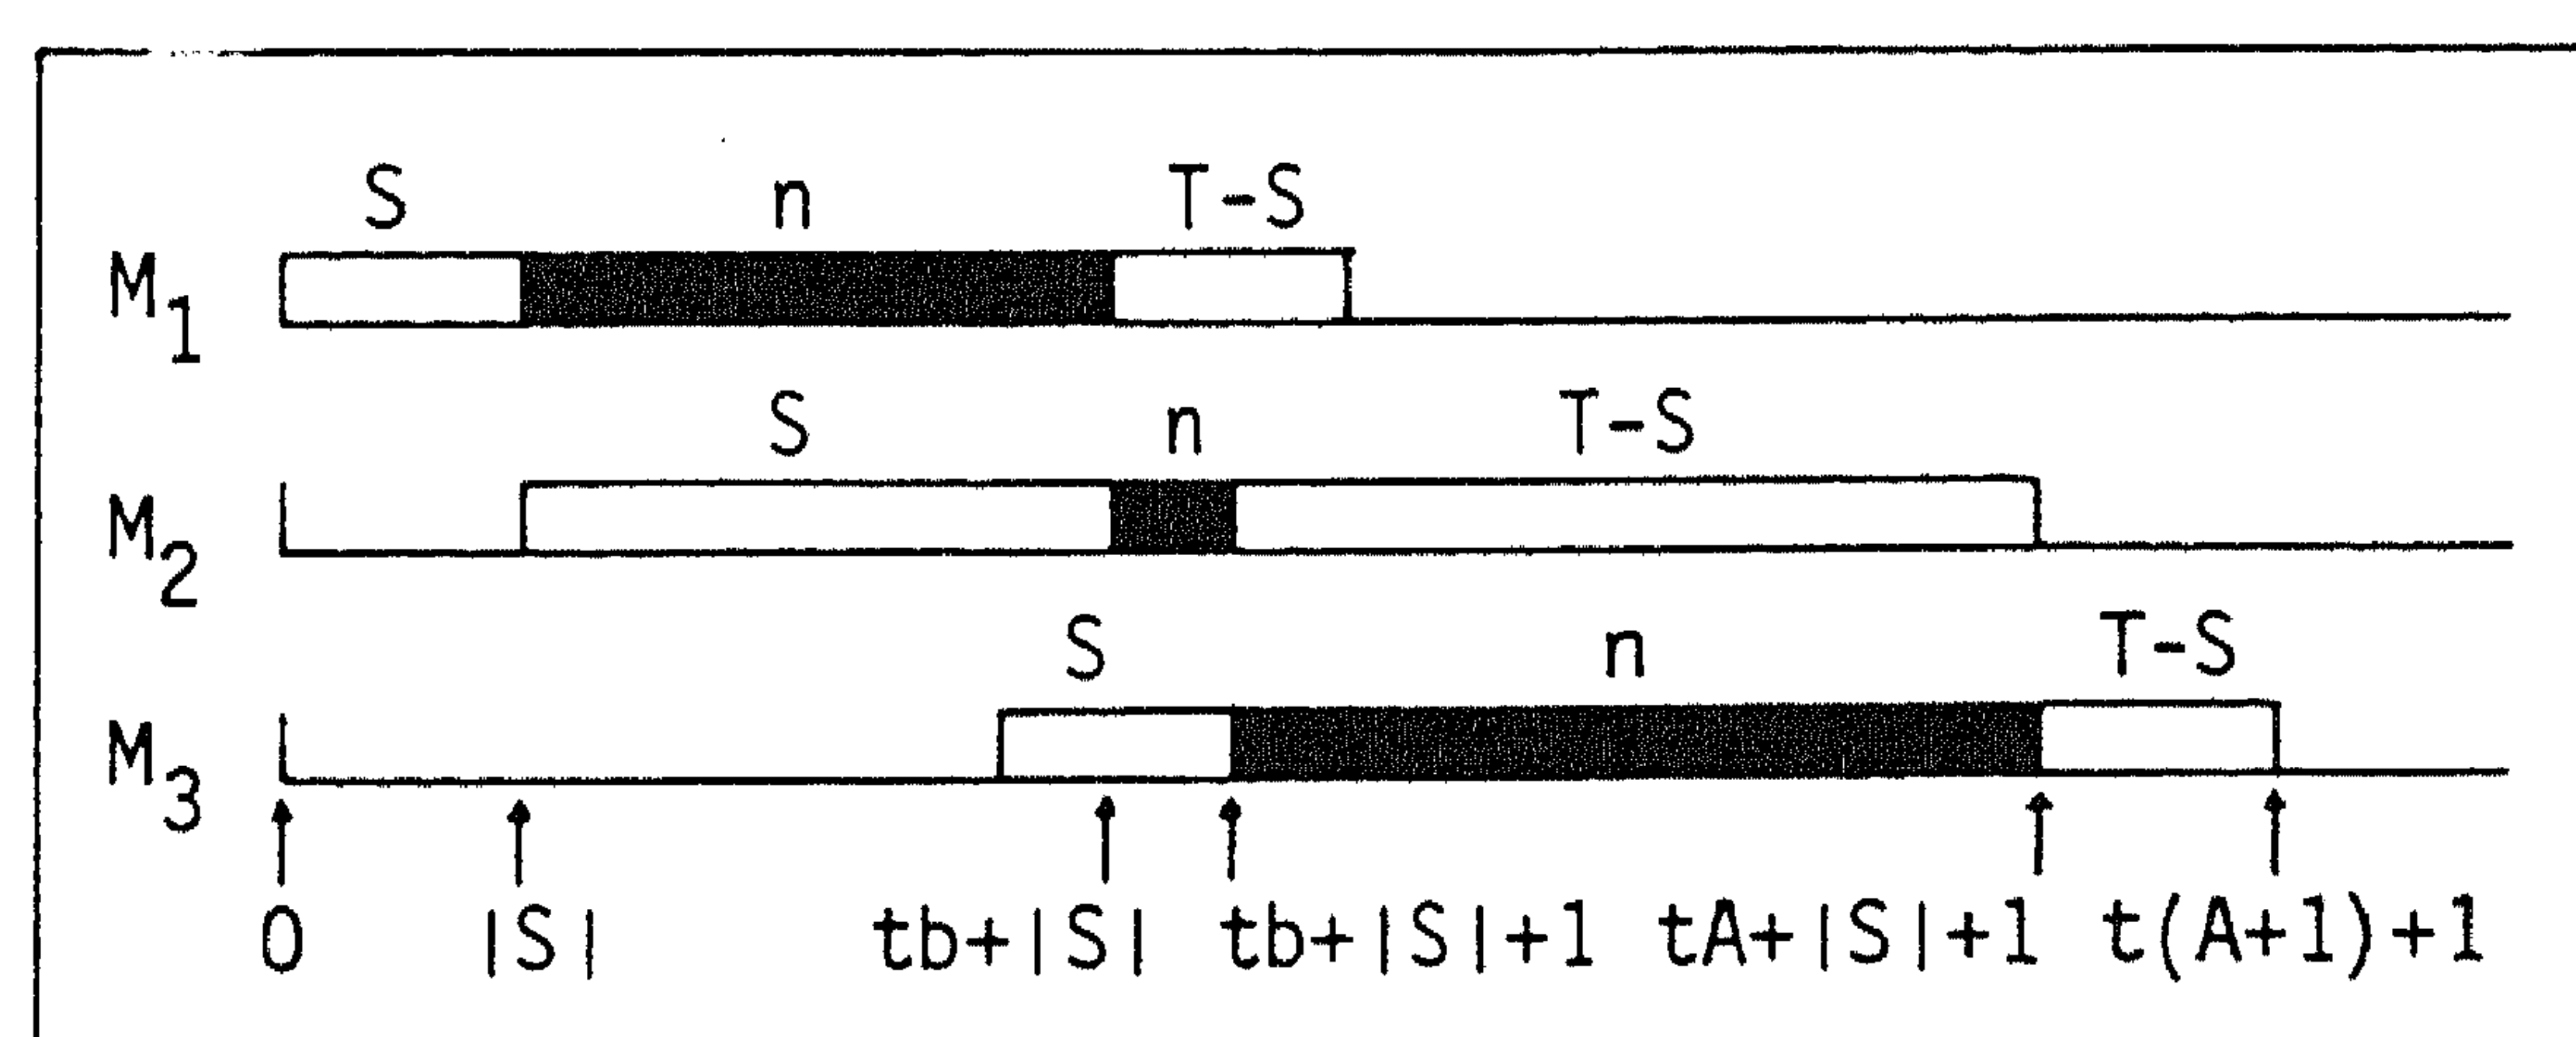 S n T-S
M1
S n T-S
M2
S n T-S
M3
0 |S| tb+|S| tb+|S|+1 tA+|S|+1 t(A+1)+1